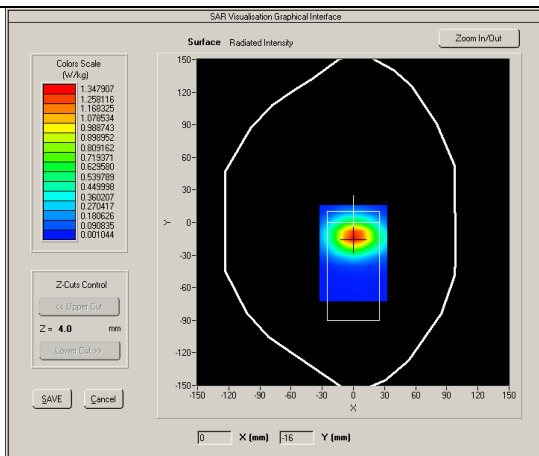 SAR Visualisation Graphical Interface
Surface Radiated Intensity
Zoom In/Out
Colors Scale
(W/kg)
1.347907
1.258116
1.168325
1.078534
0.988743
0.898952
0.809162
0.719371
0.629580
0.539789
0.449998
0.360207
0.270417
0.180626
0.090835
0.001044
Z-Cuts Control
<< Upper Cut
Z = 4.0 mm
Lower Cut >>
SAVE Cancel
150
120
90
60
30
0
-30
-60
-90
-120
-150
Y
-150 -120 -90 -60 -30 0 30 60 90 120 150
X
0 X (mm) -16 Y (mm)